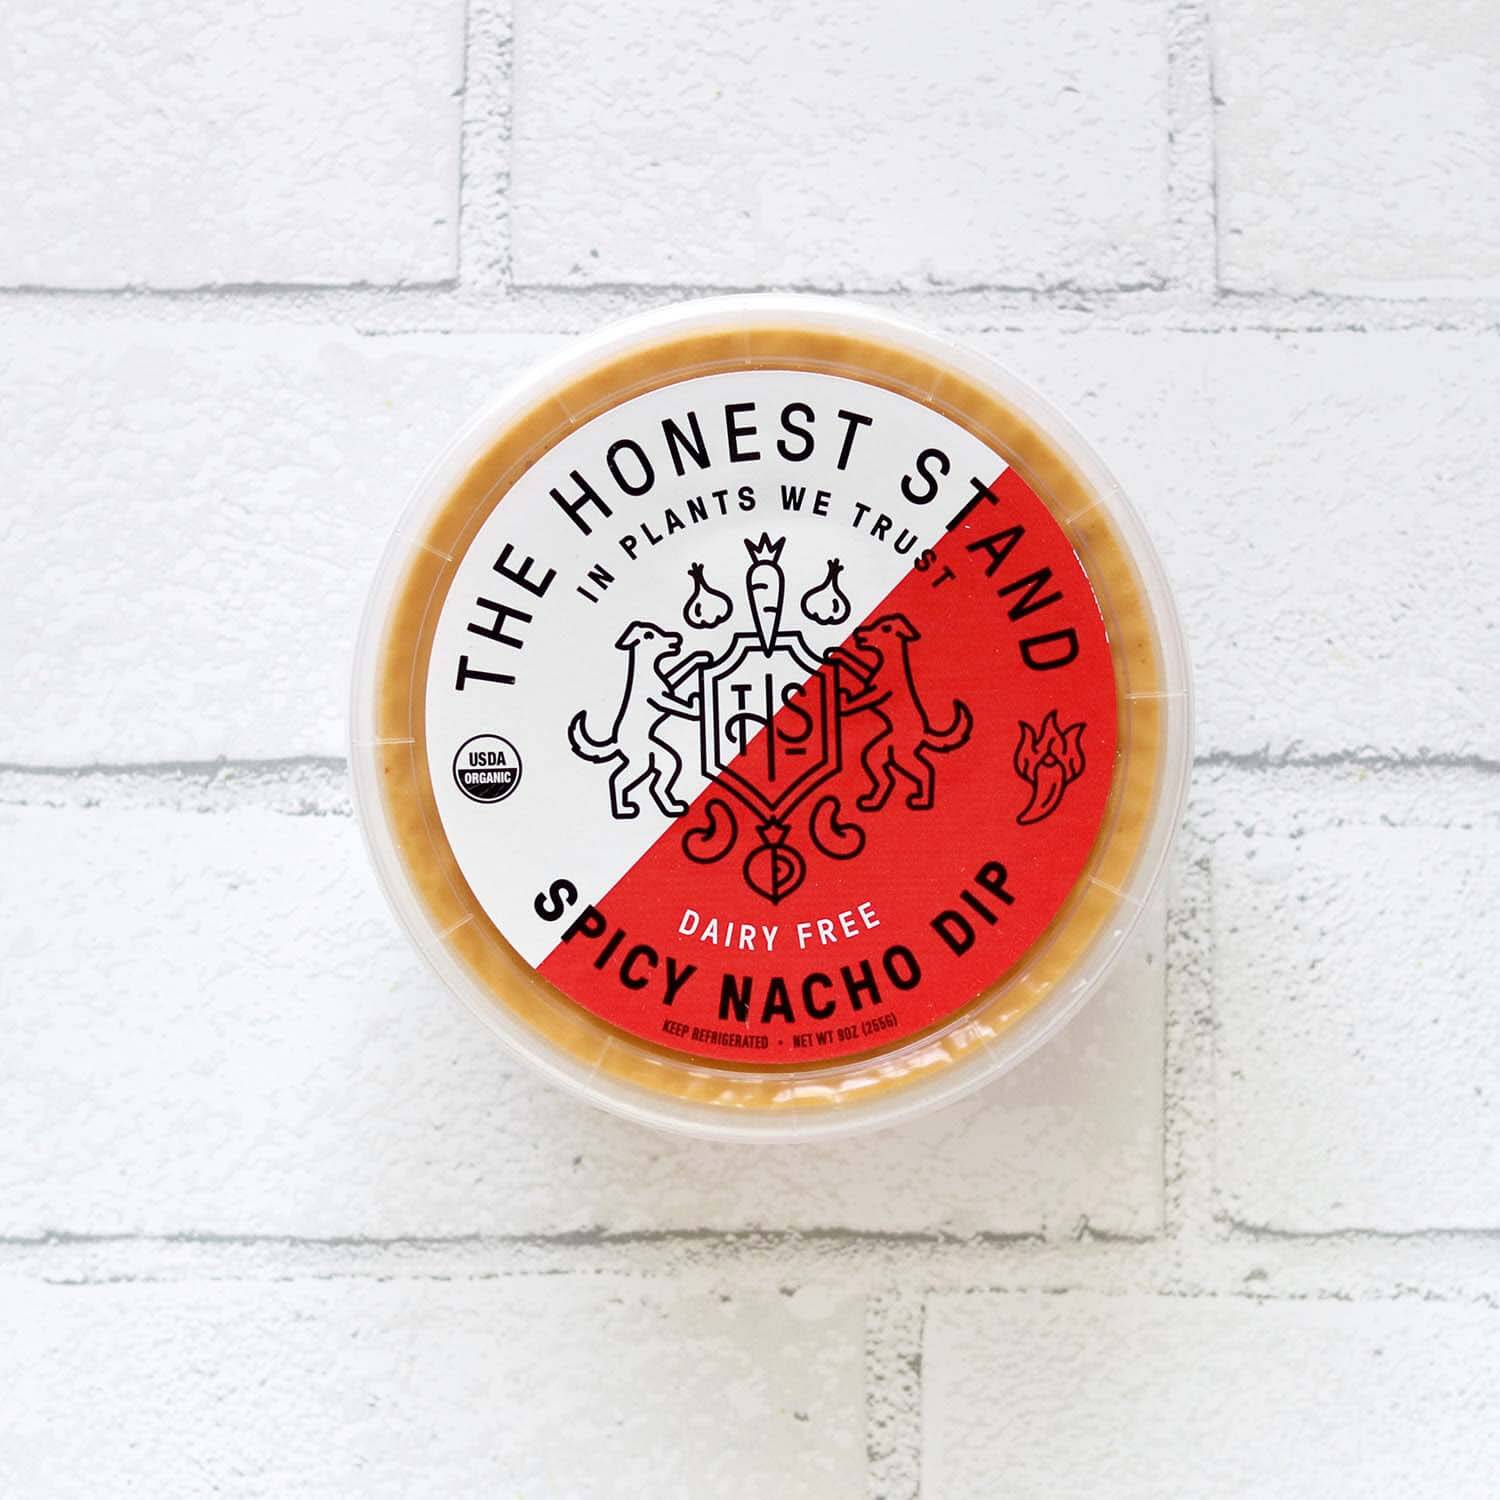 THE HONEST STAND
IN PLANTS WE TRUST
T S
USDA
ORGANIC
DAIRY FREE
SPICY NACHO DIP
KEEP REFRIGERATED • NET WT 9OZ (255G)